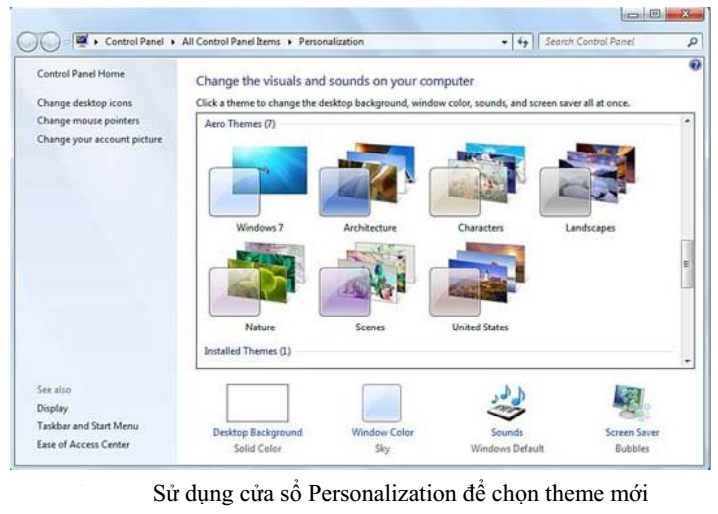 Control Panel ▸ All Control Panel Items ▸ Personalization
Search Control Panel
Control Panel Home
Change desktop icons
Change mouse pointers
Change your account picture
See also
Display
Taskbar and Start Menu
Ease of Access Center
Change the visuals and sounds on your computer
Click a theme to change the desktop background, window color, sounds, and screen saver all at once.
Aero Themes (7)
Windows 7
Architecture
Characters
Landscapes
Nature
Scenes
United States
Installed Themes (1)
Desktop Background
Solid Color
Window Color
Sky
Sounds
Windows Default
Screen Saver
Bubbles
Sử dụng cửa sổ Personalization để chọn theme mới